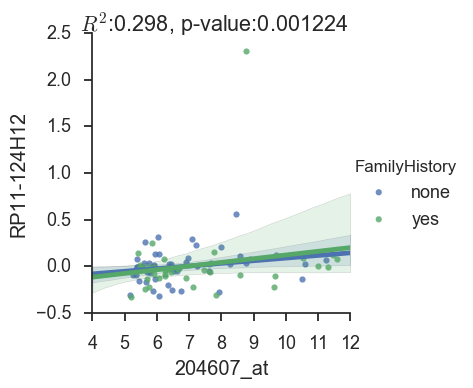 R²:0.298, p-value:0.001224
2.5
2.0
1.5
1.0
0.5
0.0
−0.5
RP11-124H12
4 5 6 7 8 9 10 11 12
204607_at
FamilyHistory
none
yes